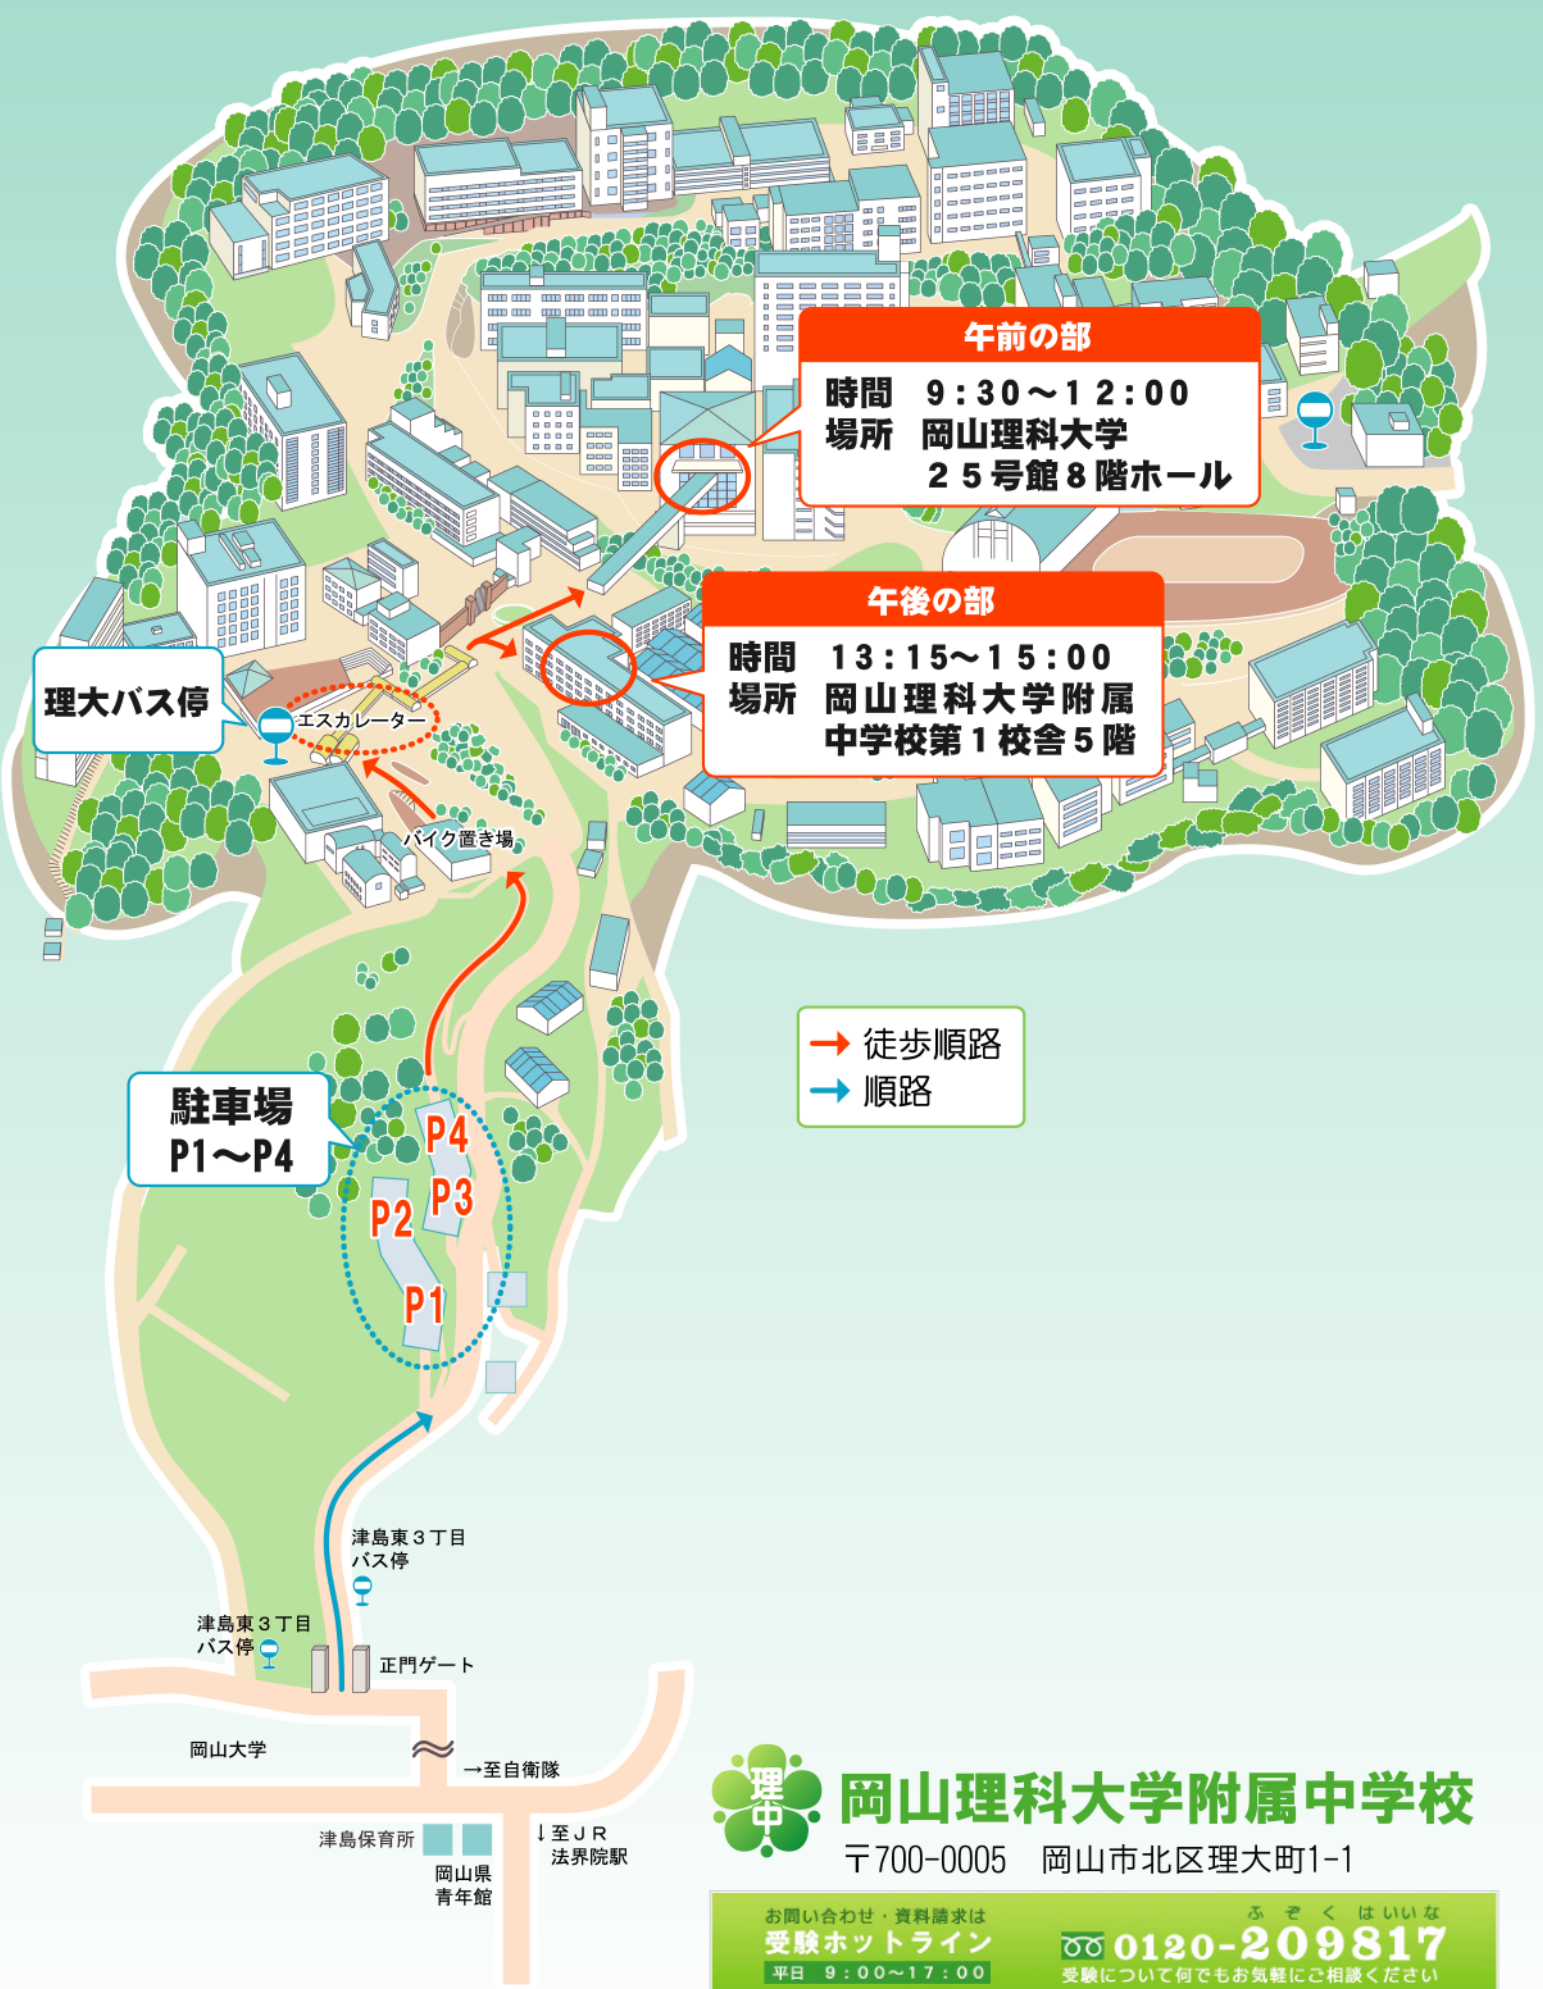 午前の部
時間 9:30～12:00
場所 岡山理科大学
25号館8階ホール
午後の部
時間 13:15～15:00
場所 岡山理科大学附属
中学校第1校舎5階
理大バス停
エスカレーター
バイク置き場
→ 徒歩順路
→ 順路
駐車場
P1～P4
P4
P3
P2
P1
津島東3丁目
バス停
津島東3丁目
バス停
正門ゲート
岡山大学
→至自衛隊
津島保育所
岡山県
青年館
↓至JR
法界院駅
理中
岡山理科大学附属中学校
〒700-0005 岡山市北区理大町1-1
お問い合わせ・資料請求は
受験ホットライン
平日 9:00～17:00
ふぞくはいいな
0120-209817
受験について何でもお気軽にご相談ください